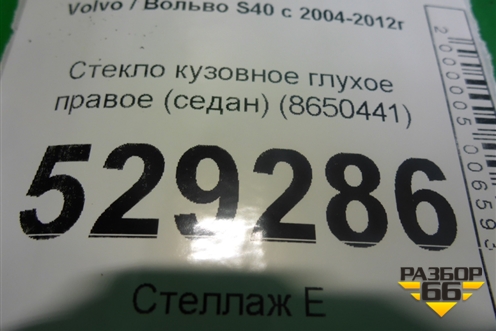 Volvo / Вольво S40 с 2004-2012г
Стекло кузовное глухое
правое (седан) (8650441)
529286
Стеллаж Е
РАЗБОР
66